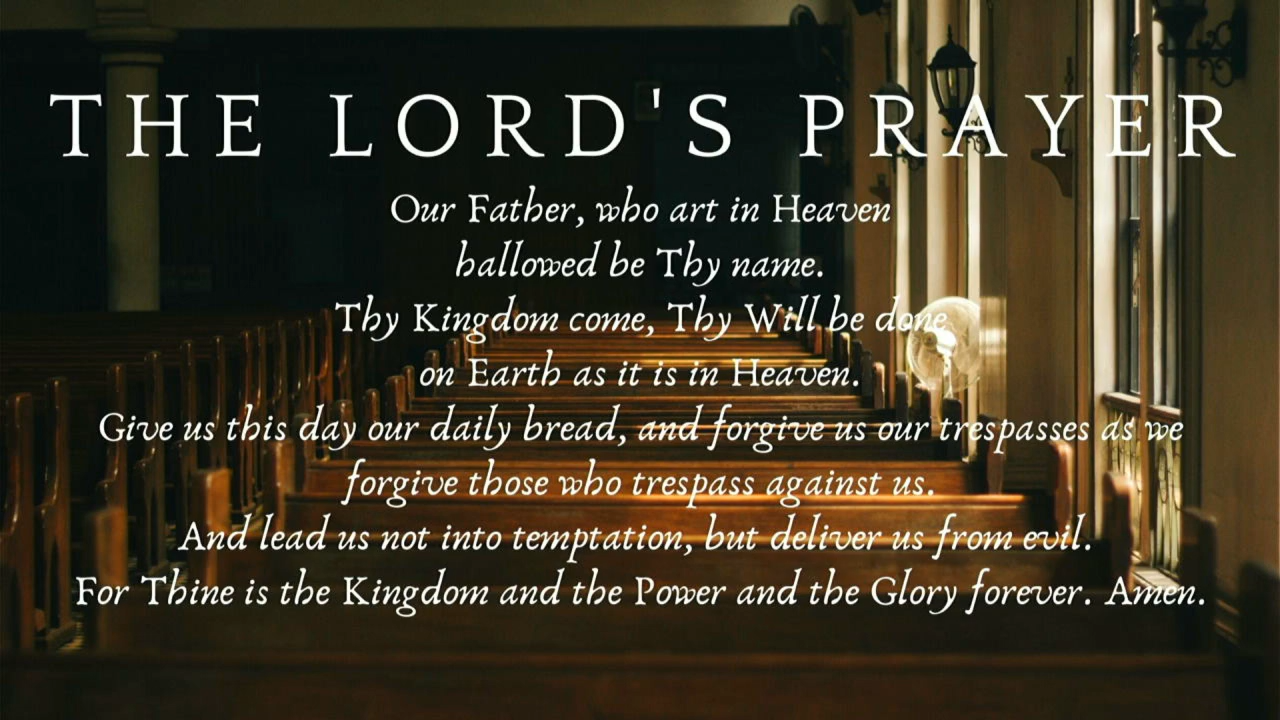 THE LORD'S PRAYER
Our Father, who art in Heaven
hallowed be Thy name.
Thy Kingdom come, Thy Will be done
on Earth as it is in Heaven.
Give us this day our daily bread, and forgive us our trespasses as we
forgive those who trespass against us.
And lead us not into temptation, but deliver us from evil.
For Thine is the Kingdom and the Power and the Glory forever. Amen.